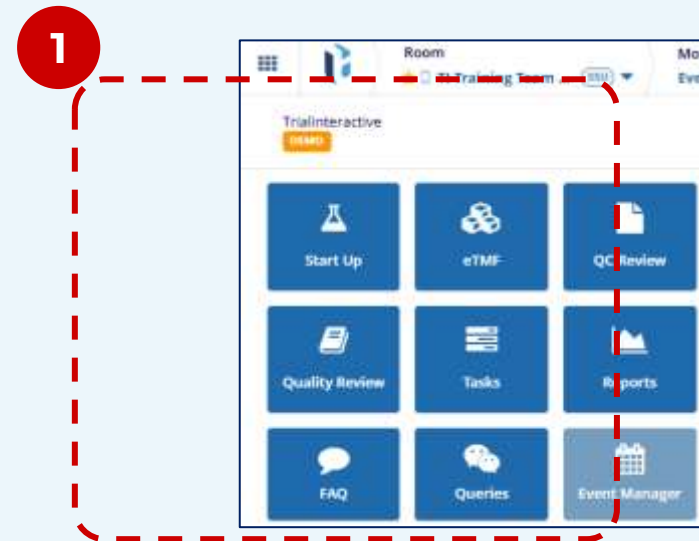 1
Room
Mo
TI Training Team ... SSU
Eve
Trialinteractive
DEMO
Start Up
eTMF
QC Review
Quality Review
Tasks
Reports
FAQ
Queries
Event Manager